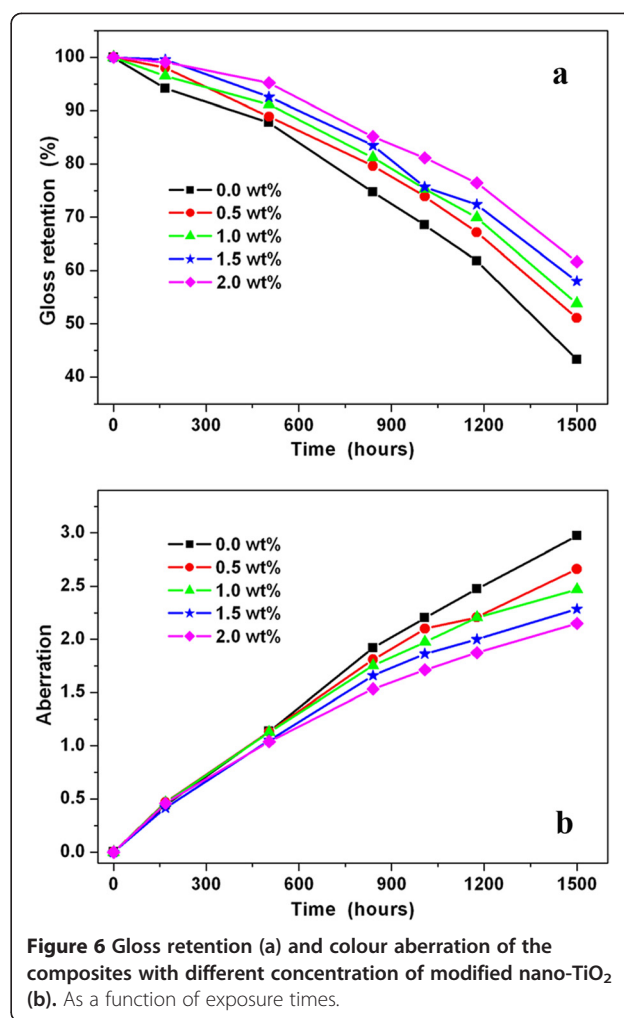 a
100
90
80
70
60
50
40
Gloss retention (%)
0.0 wt%
0.5 wt%
1.0 wt%
1.5 wt%
2.0 wt%
0 300 600 900 1200 1500
Time (hours)
3.0
2.5
2.0
1.5
1.0
0.5
0.0
Aberration
0.0 wt%
0.5 wt%
1.0 wt%
1.5 wt%
2.0 wt%
b
0 300 600 900 1200 1500
Time (hours)
Figure 6 Gloss retention (a) and colour aberration of the
composites with different concentration of modified nano-TiO₂
(b). As a function of exposure times.